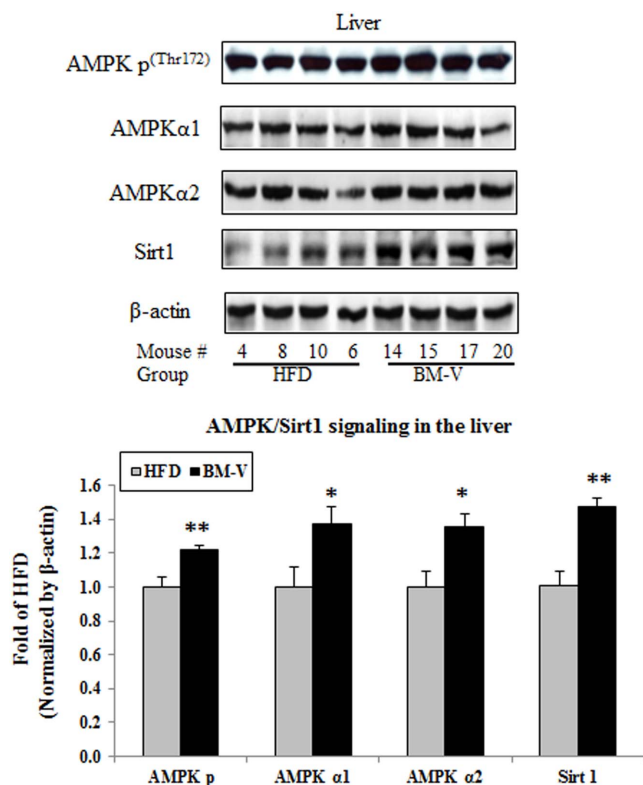 Liver
AMPK p(Thr172)
AMPKα1
AMPKα2
Sirt1
β-actin
Mouse # 4 8 10 6 14 15 17 20
Group HFD BM-V
AMPK/Sirt1 signaling in the liver
HFD BM-V
Fold of HFD
(Normalized by β-actin)
1.6
1.4
1.2
1.0
0.8
0.6
0.4
0.2
0.0
** * * **
AMPK p AMPK α1 AMPK α2 Sirt 1